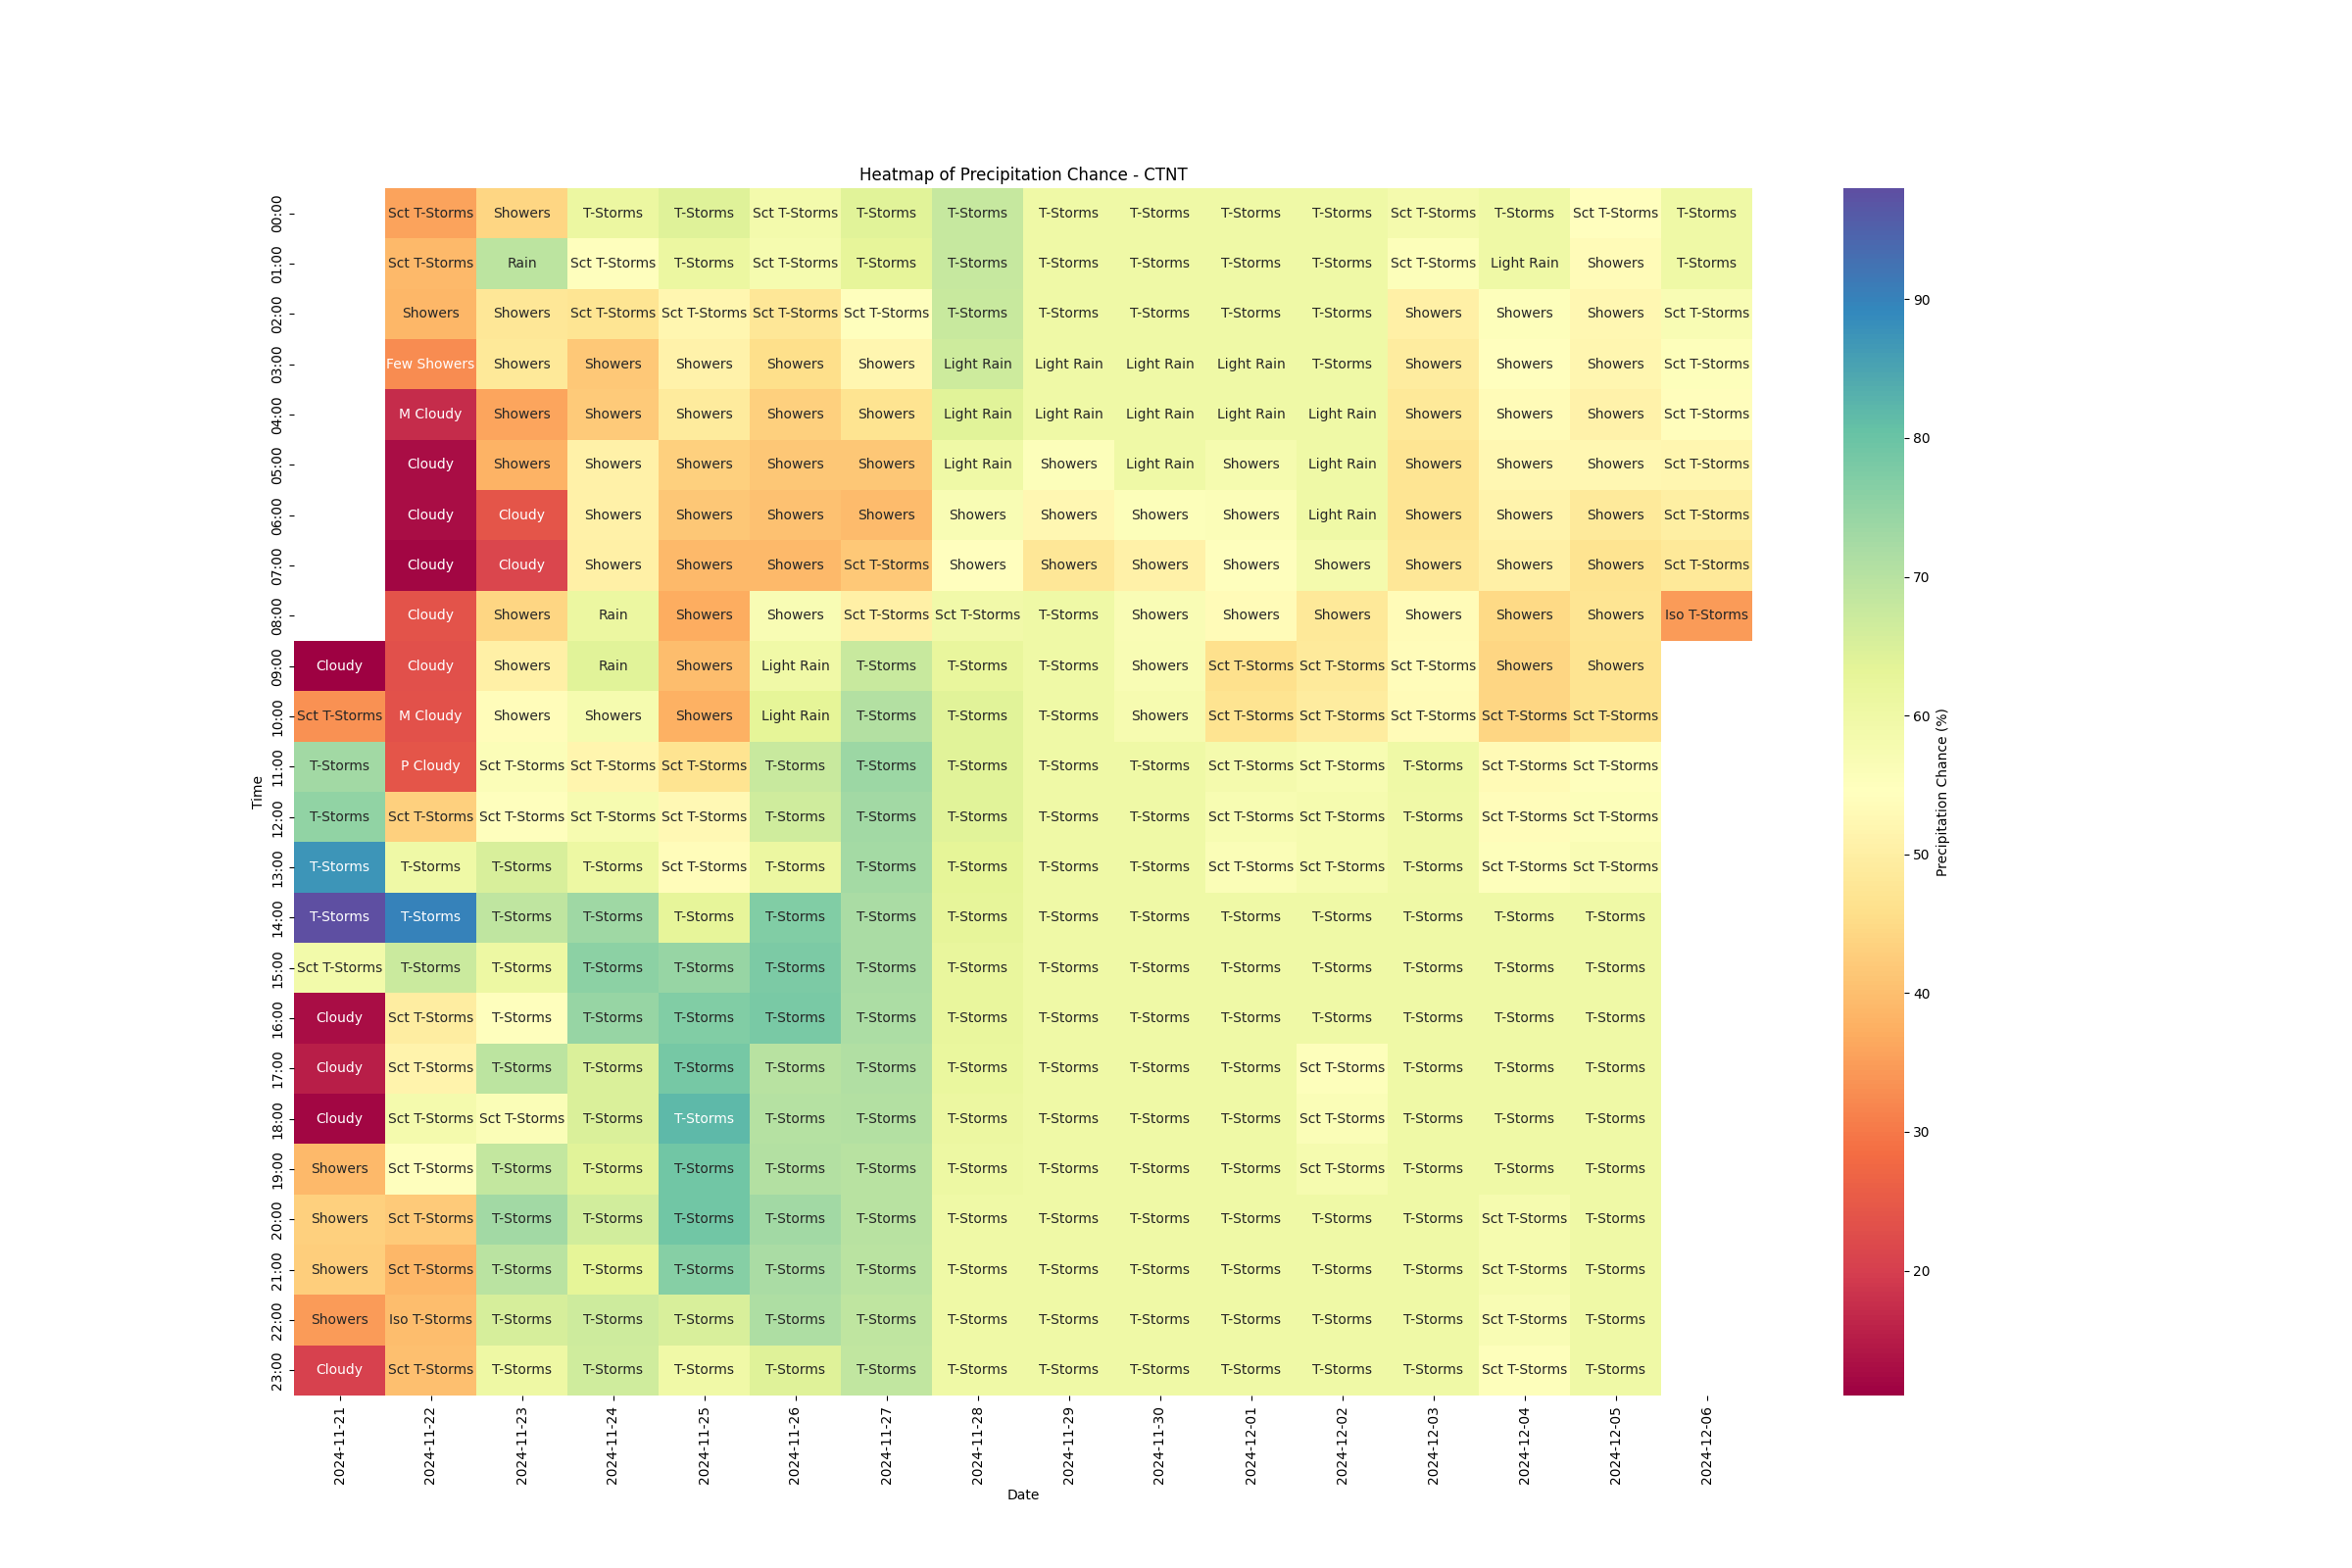 Heatmap of Precipitation Chance - CTNT
00:00 Sct T-Storms Showers T-Storms T-Storms Sct T-Storms T-Storms T-Storms T-Storms T-Storms T-Storms T-Storms Sct T-Storms T-Storms Sct T-Storms T-Storms
01:00 Sct T-Storms Rain Sct T-Storms T-Storms Sct T-Storms T-Storms T-Storms T-Storms T-Storms T-Storms T-Storms Sct T-Storms Light Rain Showers T-Storms
02:00 Showers Showers Sct T-Storms Sct T-Storms Sct T-Storms Sct T-Storms T-Storms T-Storms T-Storms T-Storms T-Storms Showers Showers Showers Sct T-Storms
03:00 Few Showers Showers Showers Showers Showers Showers Light Rain Light Rain Light Rain Light Rain T-Storms Showers Showers Showers Sct T-Storms
04:00 M Cloudy Showers Showers Showers Showers Showers Light Rain Light Rain Light Rain Light Rain Light Rain Showers Showers Showers Sct T-Storms
05:00 Cloudy Showers Showers Showers Showers Showers Light Rain Showers Light Rain Showers Light Rain Showers Showers Showers Sct T-Storms
06:00 Cloudy Cloudy Showers Showers Showers Showers Showers Showers Showers Showers Light Rain Showers Showers Showers Sct T-Storms
07:00 Cloudy Cloudy Showers Showers Showers Sct T-Storms Showers Showers Showers Showers Showers Showers Showers Showers Sct T-Storms
08:00 Cloudy Showers Rain Showers Showers Sct T-Storms Sct T-Storms T-Storms Showers Showers Showers Showers Showers Showers Iso T-Storms
09:00 Cloudy Cloudy Showers Rain Showers Light Rain T-Storms T-Storms T-Storms Showers Sct T-Storms Sct T-Storms Sct T-Storms Showers Showers
10:00 Sct T-Storms M Cloudy Showers Showers Showers Light Rain T-Storms T-Storms T-Storms Showers Sct T-Storms Sct T-Storms Sct T-Storms Sct T-Storms Sct T-Storms
11:00 T-Storms P Cloudy Sct T-Storms Sct T-Storms Sct T-Storms T-Storms T-Storms T-Storms T-Storms T-Storms Sct T-Storms Sct T-Storms T-Storms Sct T-Storms Sct T-Storms
12:00 T-Storms Sct T-Storms Sct T-Storms Sct T-Storms Sct T-Storms T-Storms T-Storms T-Storms T-Storms T-Storms Sct T-Storms Sct T-Storms T-Storms Sct T-Storms Sct T-Storms
13:00 T-Storms T-Storms T-Storms T-Storms Sct T-Storms T-Storms T-Storms T-Storms T-Storms T-Storms Sct T-Storms Sct T-Storms T-Storms Sct T-Storms Sct T-Storms
14:00 T-Storms T-Storms T-Storms T-Storms T-Storms T-Storms T-Storms T-Storms T-Storms T-Storms T-Storms T-Storms T-Storms T-Storms T-Storms
15:00 Sct T-Storms T-Storms T-Storms T-Storms T-Storms T-Storms T-Storms T-Storms T-Storms T-Storms T-Storms T-Storms T-Storms T-Storms T-Storms
16:00 Cloudy Sct T-Storms T-Storms T-Storms T-Storms T-Storms T-Storms T-Storms T-Storms T-Storms T-Storms T-Storms T-Storms T-Storms T-Storms
17:00 Cloudy Sct T-Storms T-Storms T-Storms T-Storms T-Storms T-Storms T-Storms T-Storms T-Storms T-Storms Sct T-Storms T-Storms T-Storms T-Storms
18:00 Cloudy Sct T-Storms Sct T-Storms T-Storms T-Storms T-Storms T-Storms T-Storms T-Storms T-Storms T-Storms Sct T-Storms T-Storms T-Storms T-Storms
19:00 Showers Sct T-Storms T-Storms T-Storms T-Storms T-Storms T-Storms T-Storms T-Storms T-Storms T-Storms Sct T-Storms T-Storms T-Storms T-Storms
20:00 Showers Sct T-Storms T-Storms T-Storms T-Storms T-Storms T-Storms T-Storms T-Storms T-Storms T-Storms T-Storms T-Storms Sct T-Storms T-Storms
21:00 Showers Sct T-Storms T-Storms T-Storms T-Storms T-Storms T-Storms T-Storms T-Storms T-Storms T-Storms T-Storms T-Storms Sct T-Storms T-Storms
22:00 Showers Iso T-Storms T-Storms T-Storms T-Storms T-Storms T-Storms T-Storms T-Storms T-Storms T-Storms T-Storms T-Storms Sct T-Storms T-Storms
23:00 Cloudy Sct T-Storms T-Storms T-Storms T-Storms T-Storms T-Storms T-Storms T-Storms T-Storms T-Storms T-Storms T-Storms Sct T-Storms T-Storms
Time
2024-11-21 2024-11-22 2024-11-23 2024-11-24 2024-11-25 2024-11-26 2024-11-27 2024-11-28 2024-11-29 2024-11-30 2024-12-01 2024-12-02 2024-12-03 2024-12-04 2024-12-05 2024-12-06
Date
90
80
70
60
50
40
30
20
Precipitation Chance (%)